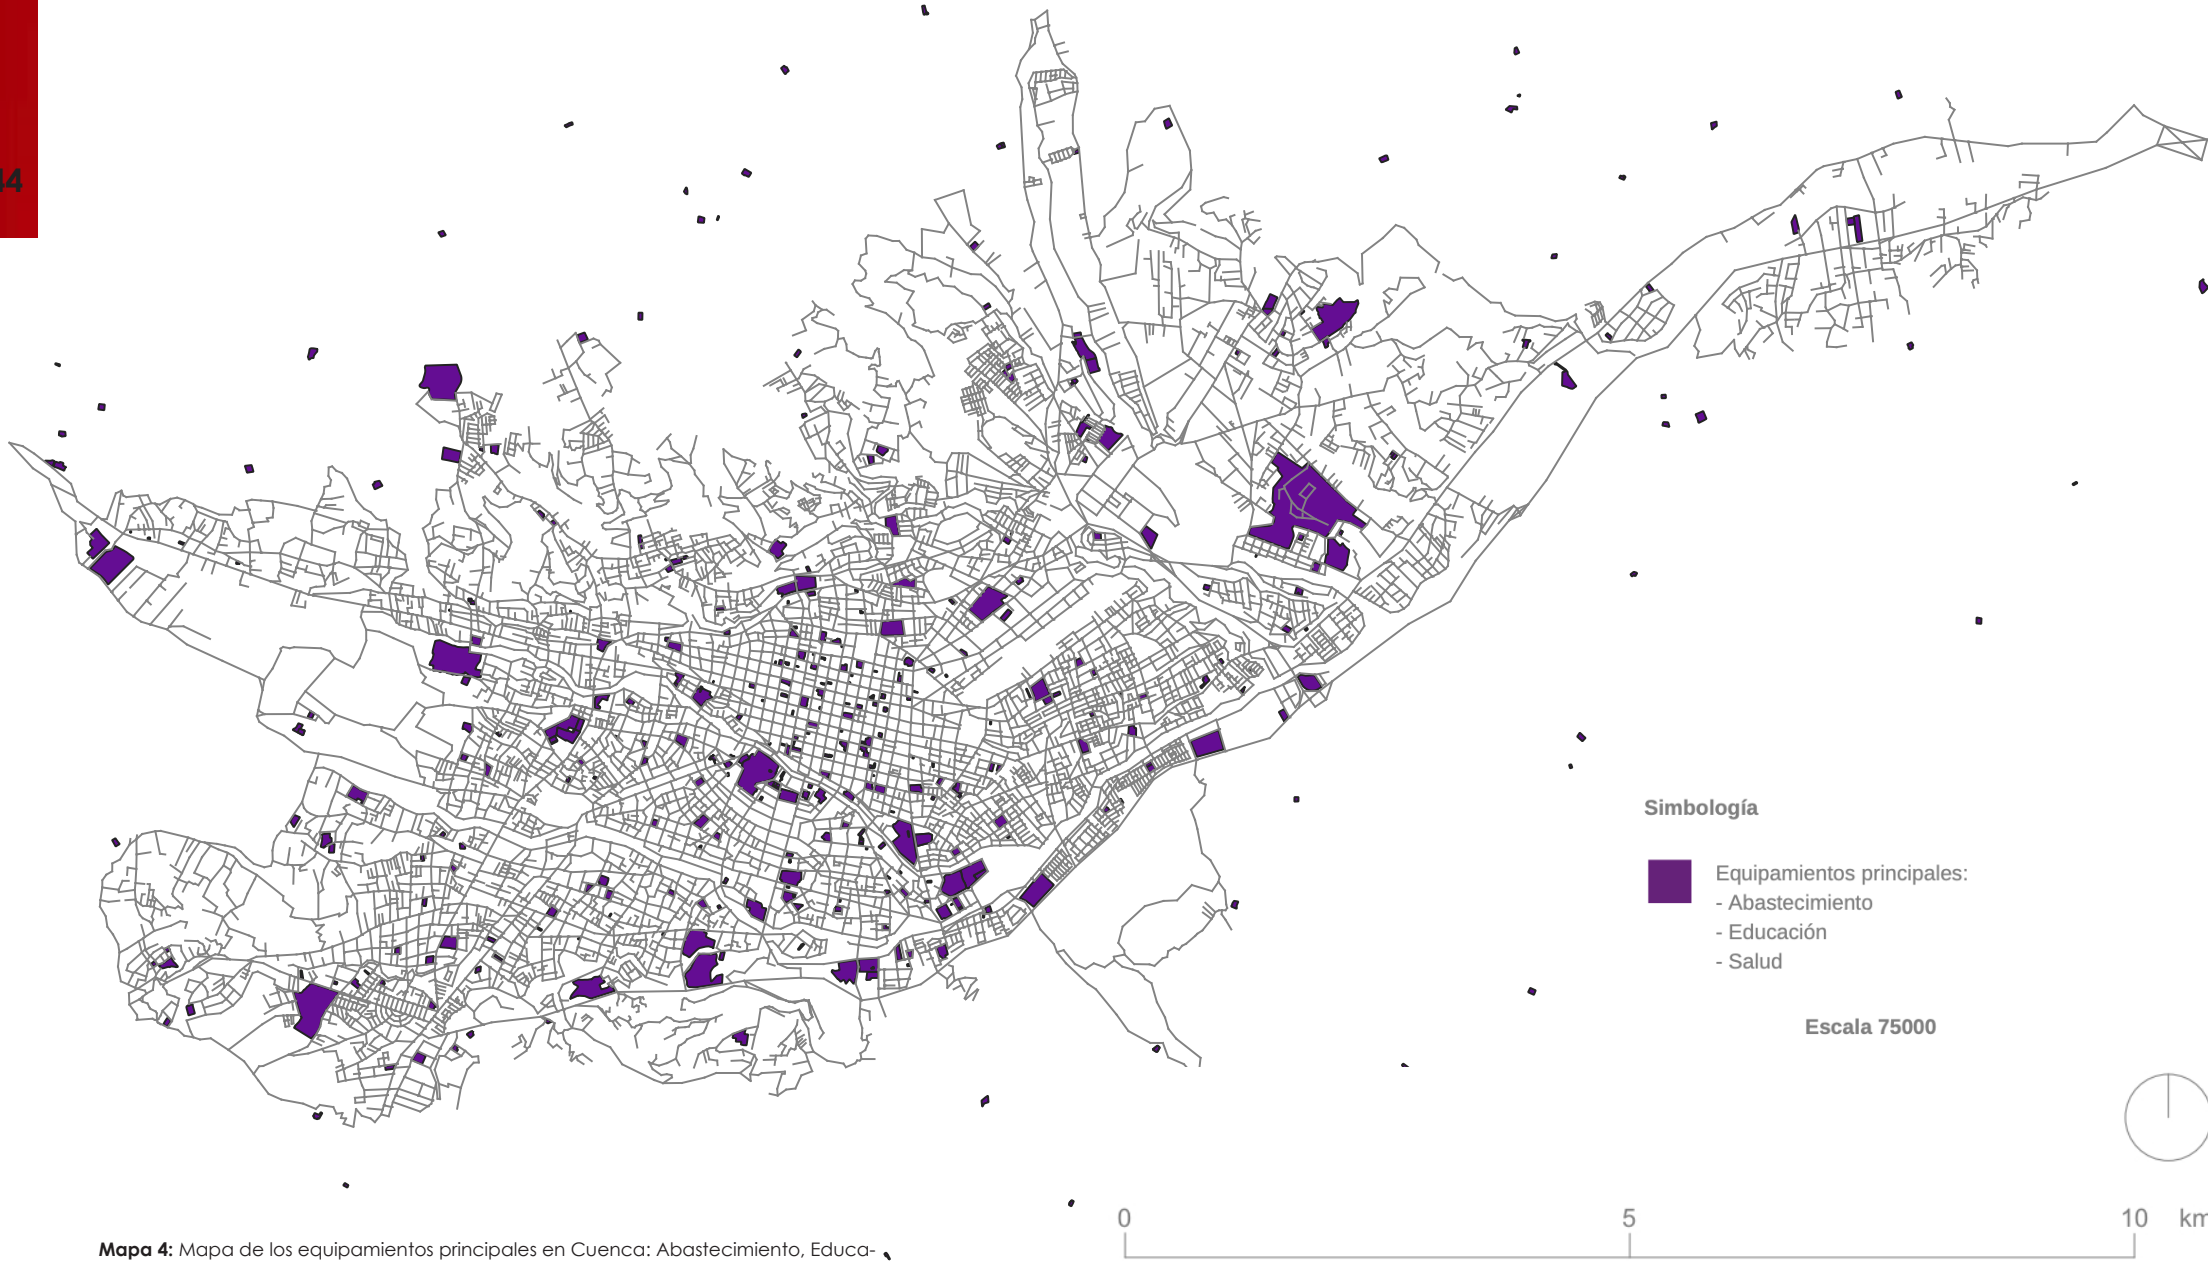 44
Simbología
Equipamientos principales:
- Abastecimiento
- Educación
- Salud
Escala 75000
0 5 10 km
Mapa 4: Mapa de los equipamientos principales en Cuenca: Abastecimiento, Educa-